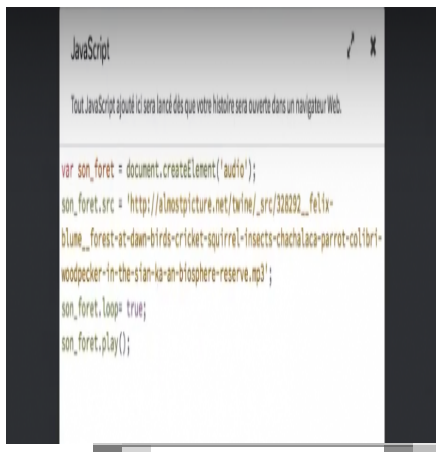 JavaScript
Tout JavaScript ajouté ici sera lancé dès que votre histoire sera ouverte dans un navigateur Web.
var son_foret = document.createElement('audio');
son_foret.src = 'http://almostpicture.net/twine/_src/328292__felix-
blume__forest-at-dawn-birds-cricket-squirrel-insects-chachalaca-parrot-colibri-
woodpecker-in-the-sian-ka-an-biosphere-reserve.mp3';
son_foret.loop= true;
son_foret.play();